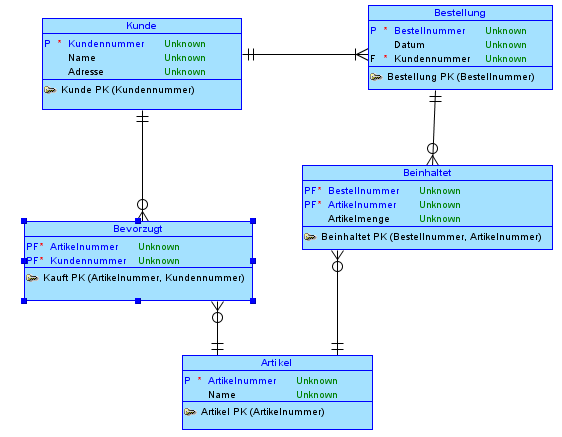 Kunde
P * Kundennummer Unknown
Name Unknown
Adresse Unknown
Kunde PK (Kundennummer)
Bestellung
P * Bestellnummer Unknown
Datum Unknown
F * Kundennummer Unknown
Bestellung PK (Bestellnummer)
Beinhaltet
PF* Bestellnummer Unknown
PF* Artikelnummer Unknown
Artikelmenge Unknown
Beinhaltet PK (Bestellnummer, Artikelnummer)
Bevorzugt
PF* Artikelnummer Unknown
PF* Kundennummer Unknown
Kauft PK (Artikelnummer, Kundennummer)
Artikel
P * Artikelnummer Unknown
Name Unknown
Artikel PK (Artikelnummer)